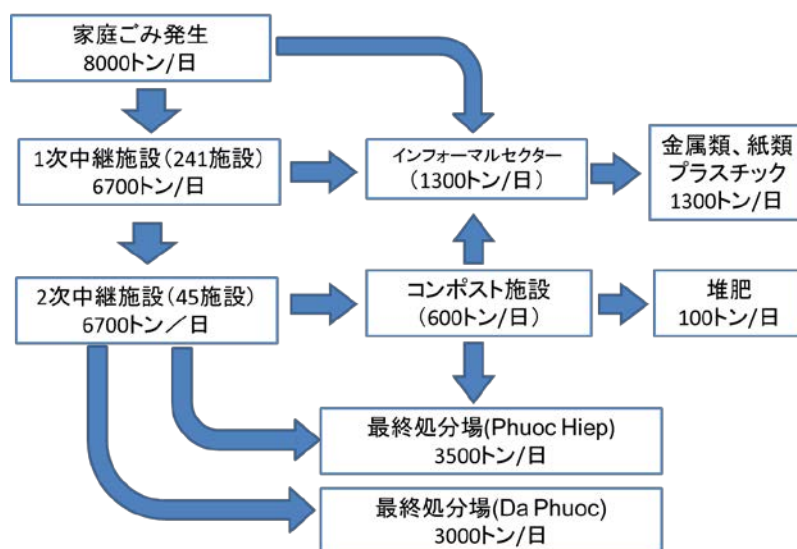 家庭ごみ発生
8000トン/日
1次中継施設(241施設)
6700トン/日
インフォーマルセクター
(1300トン/日)
金属類、紙類
プラスチック
1300トン/日
2次中継施設(45施設)
6700トン／日
コンポスト施設
(600トン/日)
堆肥
100トン/日
最終処分場(Phuoc Hiep)
3500トン/日
最終処分場(Da Phuoc)
3000トン/日